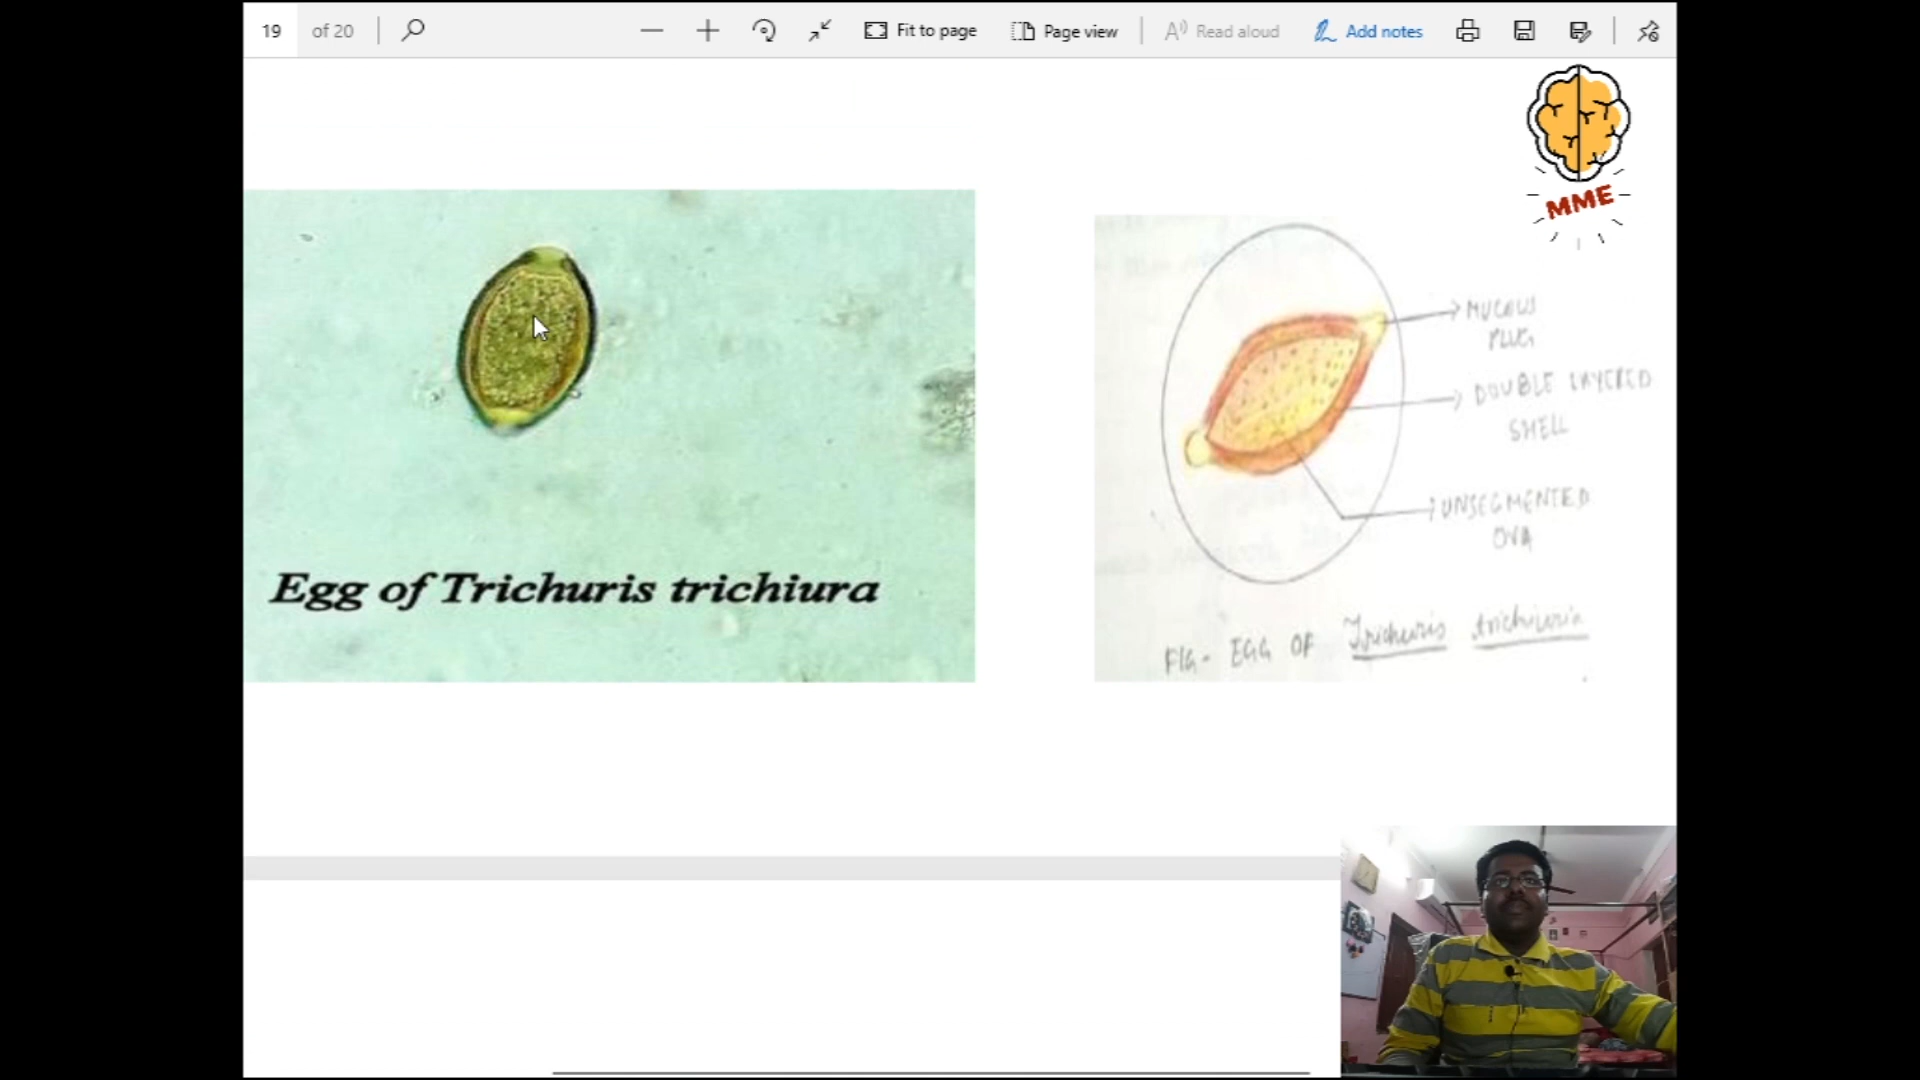 19 of 20 Fit to page Page view Read aloud Add notes
MME
Egg of Trichuris trichiura
MUCOUS
PLUG
DOUBLE LAYERED
SHELL
UNSEGMENTED
OVA
FIG- EGG OF Trichuris trichiuria